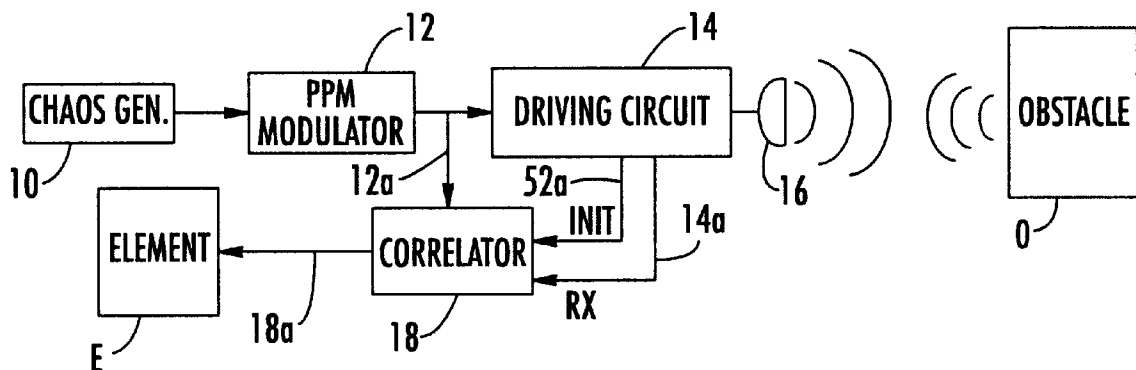 12
14
CHAOS GEN.
PPM
MODULATOR
DRIVING CIRCUIT
OBSTACLE
10
12a
52a
16
14a
O
ELEMENT
CORRELATOR
INIT
RX
E
18a
18